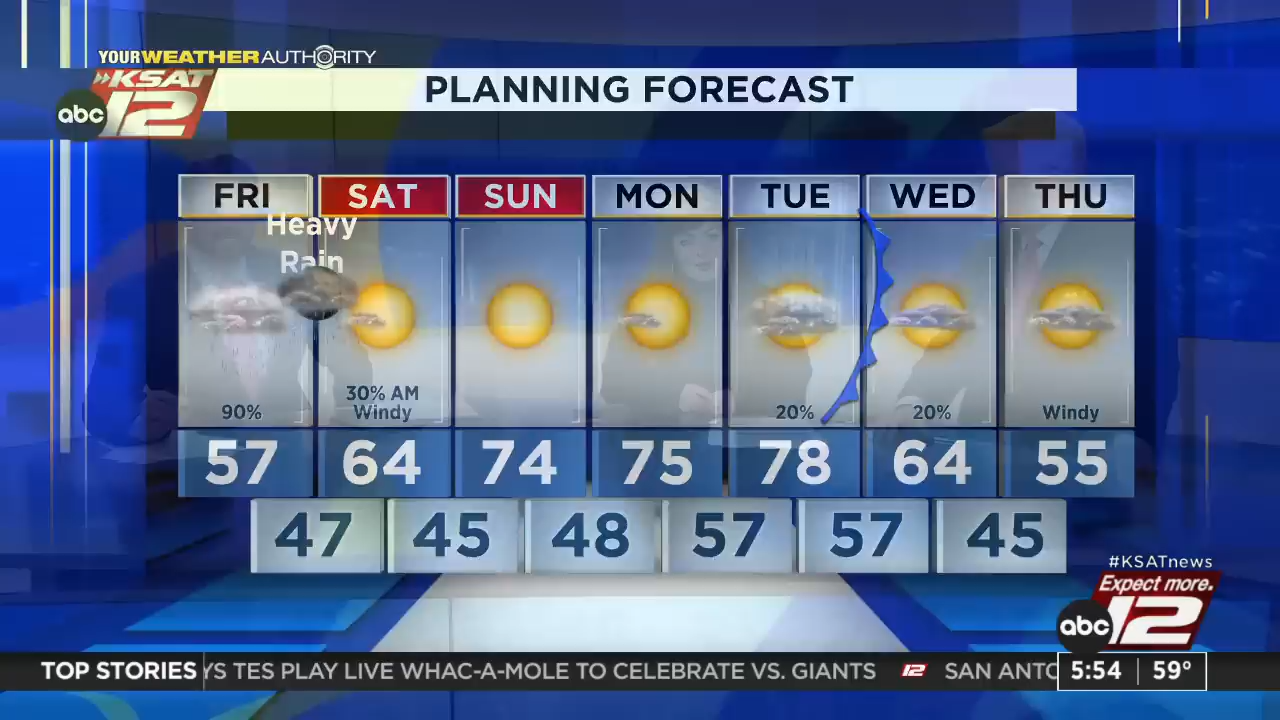 YOURWEATHERAUTHORITY
KSAT
abc 12
PLANNING FORECAST
FRI
SAT
SUN
MON
TUE
WED
THU
Heavy
Rain
90%
30% AM
Windy
20%
20%
Windy
57
64
74
75
78
64
55
47
45
48
57
57
45
#KSATnews
Expect more.
abc 12
TOP STORIES
YS TES PLAY LIVE WHAC-A-MOLE TO CELEBRATE VS. GIANTS 12 SAN ANTO
5:54 59°